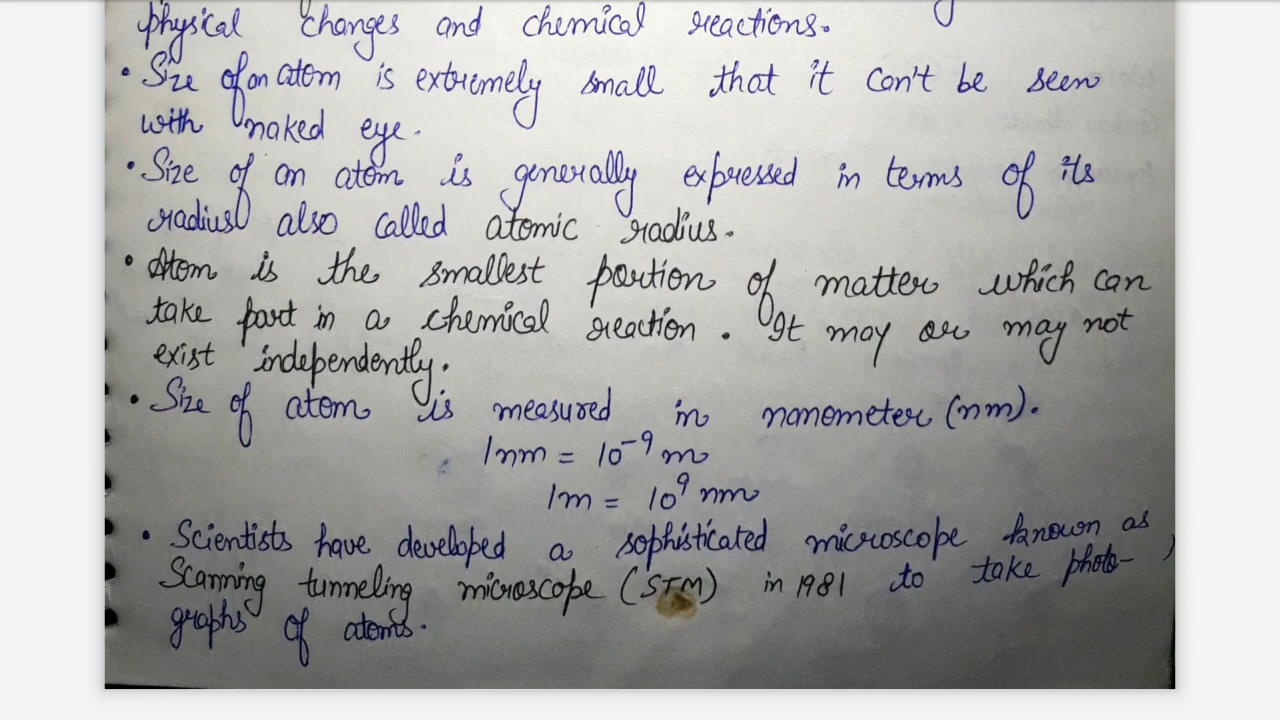 physical changes and chemical reactions.
• Size of an atom is extremely small that it can't be seen
with naked eye.
• Size of an atom is generally expressed in terms of its
radius also called atomic radius.
• Atom is the smallest portion of matter which can
take part in a chemical reaction. It may or may not
exist independently.
• Size of atom is measured in nanometer (nm).
1nm = 10⁻⁹ m
1m = 10⁹ nm
• Scientists have developed a sophisticated microscope known as
Scanning tunneling microscope (STM) in 1981 to take photo-
graphs of atoms.